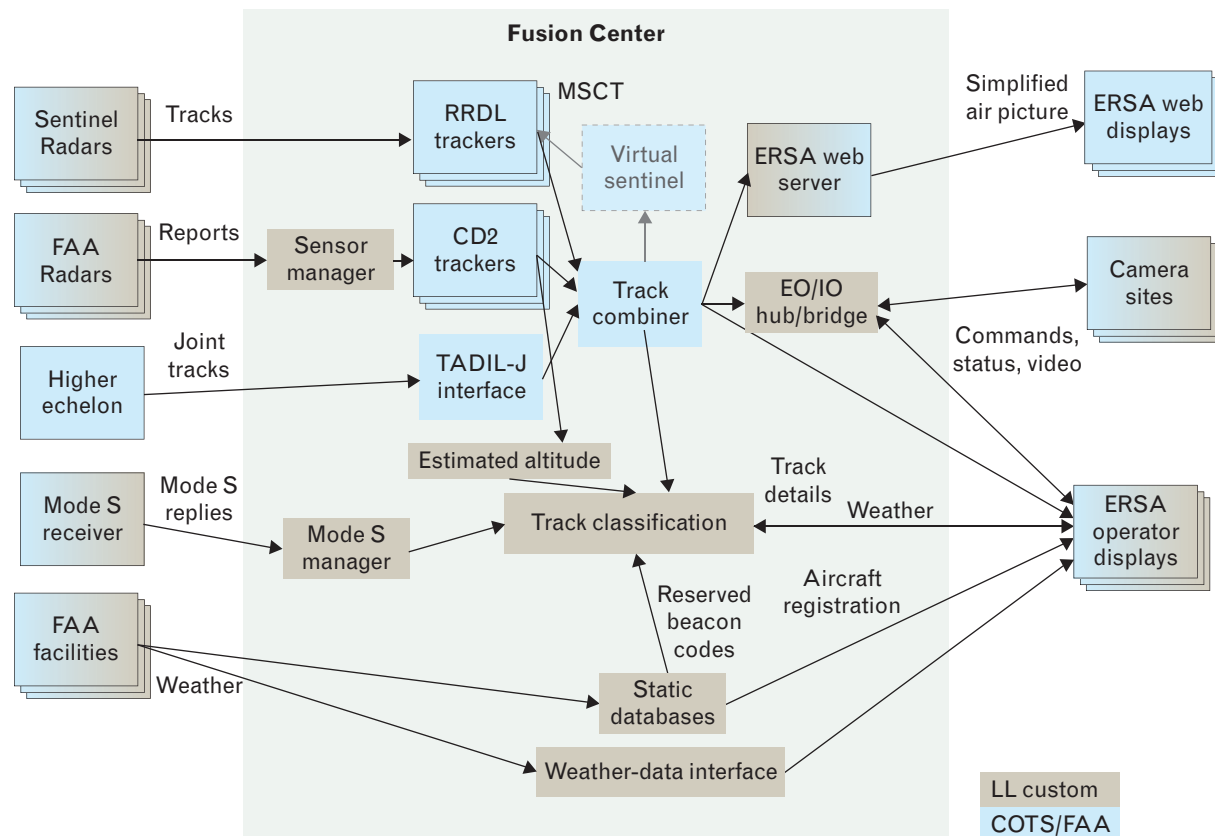 Fusion Center
Sentinel
Radars
Tracks
RRDL
trackers
MSCT
Virtual
sentinel
ERSA web
server
Simplified
air picture
ERSA web
displays
FAA
Radars
Reports
Sensor
manager
CD2
trackers
Track
combiner
EO/IO
hub/bridge
Camera
sites
Commands,
status, video
Higher
echelon
Joint
tracks
TADIL-J
interface
Estimated altitude
Mode S
receiver
Mode S
replies
Mode S
manager
Track classification
Track
details
Weather
ERSA
operator
displays
FAA
facilities
Weather
Reserved
beacon
codes
Aircraft
registration
Static
databases
Weather-data interface
LL custom
COTS/FAA